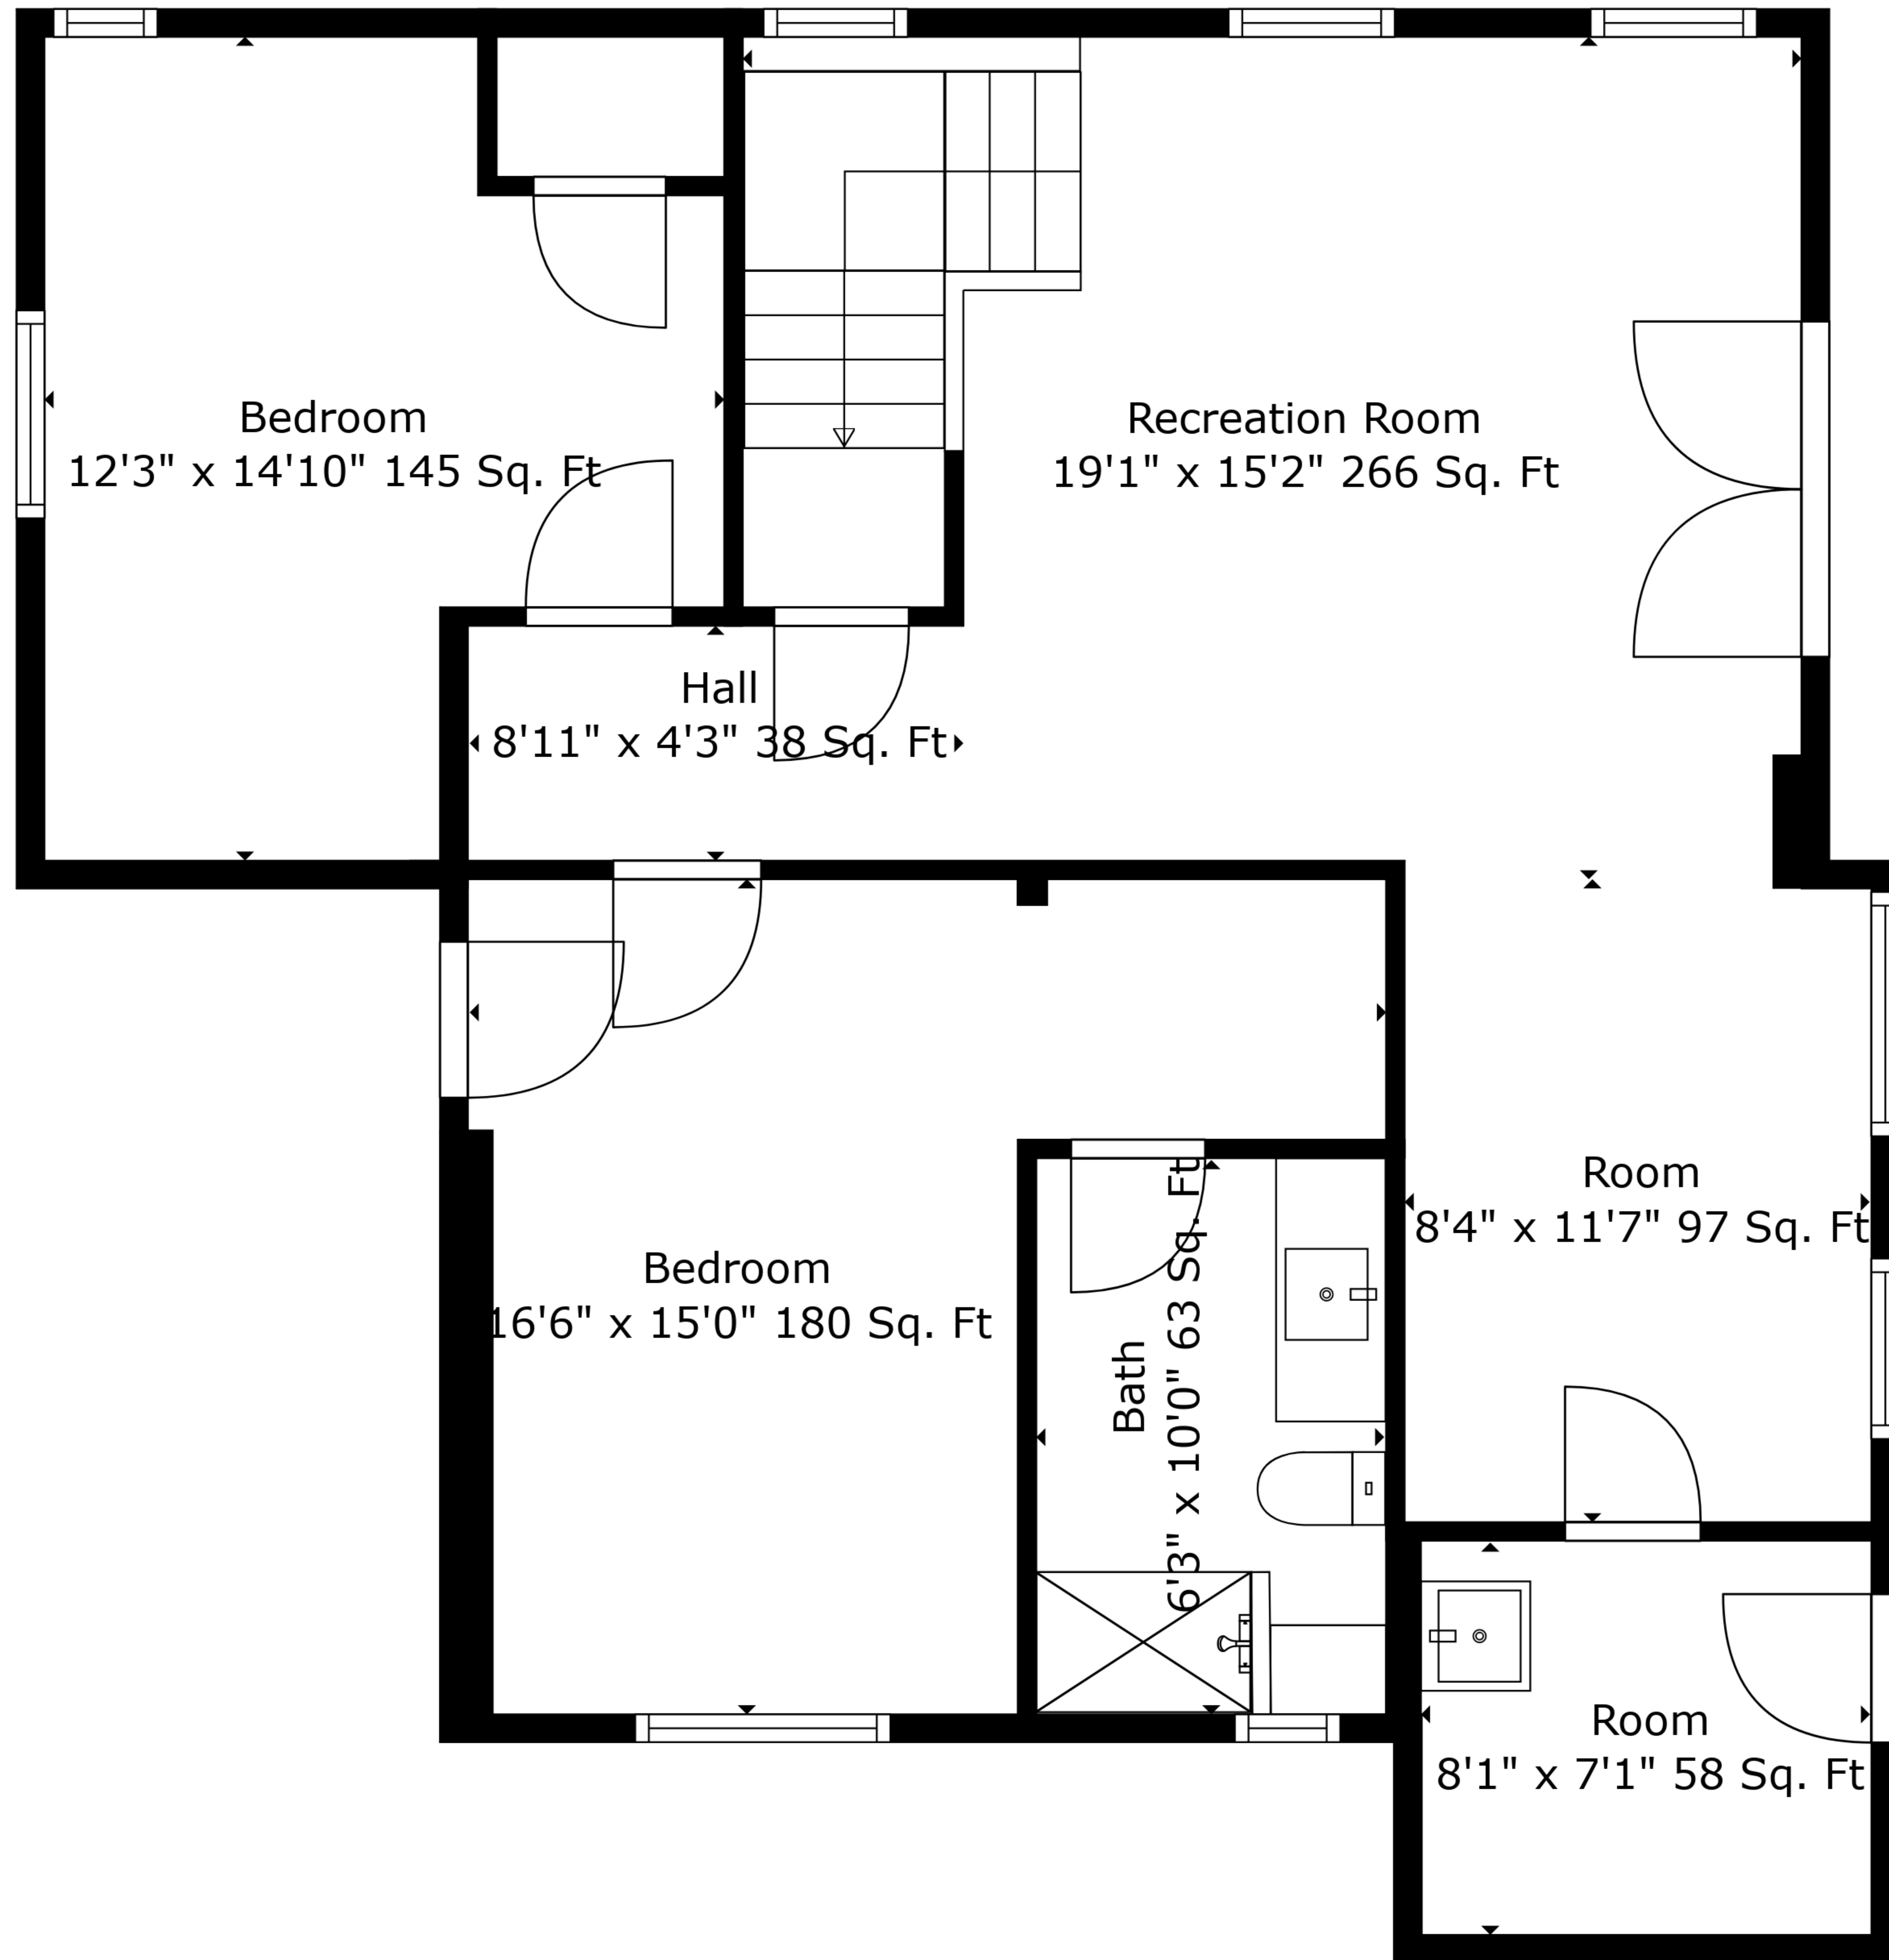 Bedroom
12'3" x 14'10" 145 Sq. Ft
Recreation Room
19'1" x 15'2" 266 Sq. Ft
Hall
8'11" x 4'3" 38 Sq. Ft
Room
8'4" x 11'7" 97 Sq. Ft
Bedroom
16'6" x 15'0" 180 Sq. Ft
Bath
6'3" x 10'0" 63 Sq. Ft
Room
8'1" x 7'1" 58 Sq. Ft